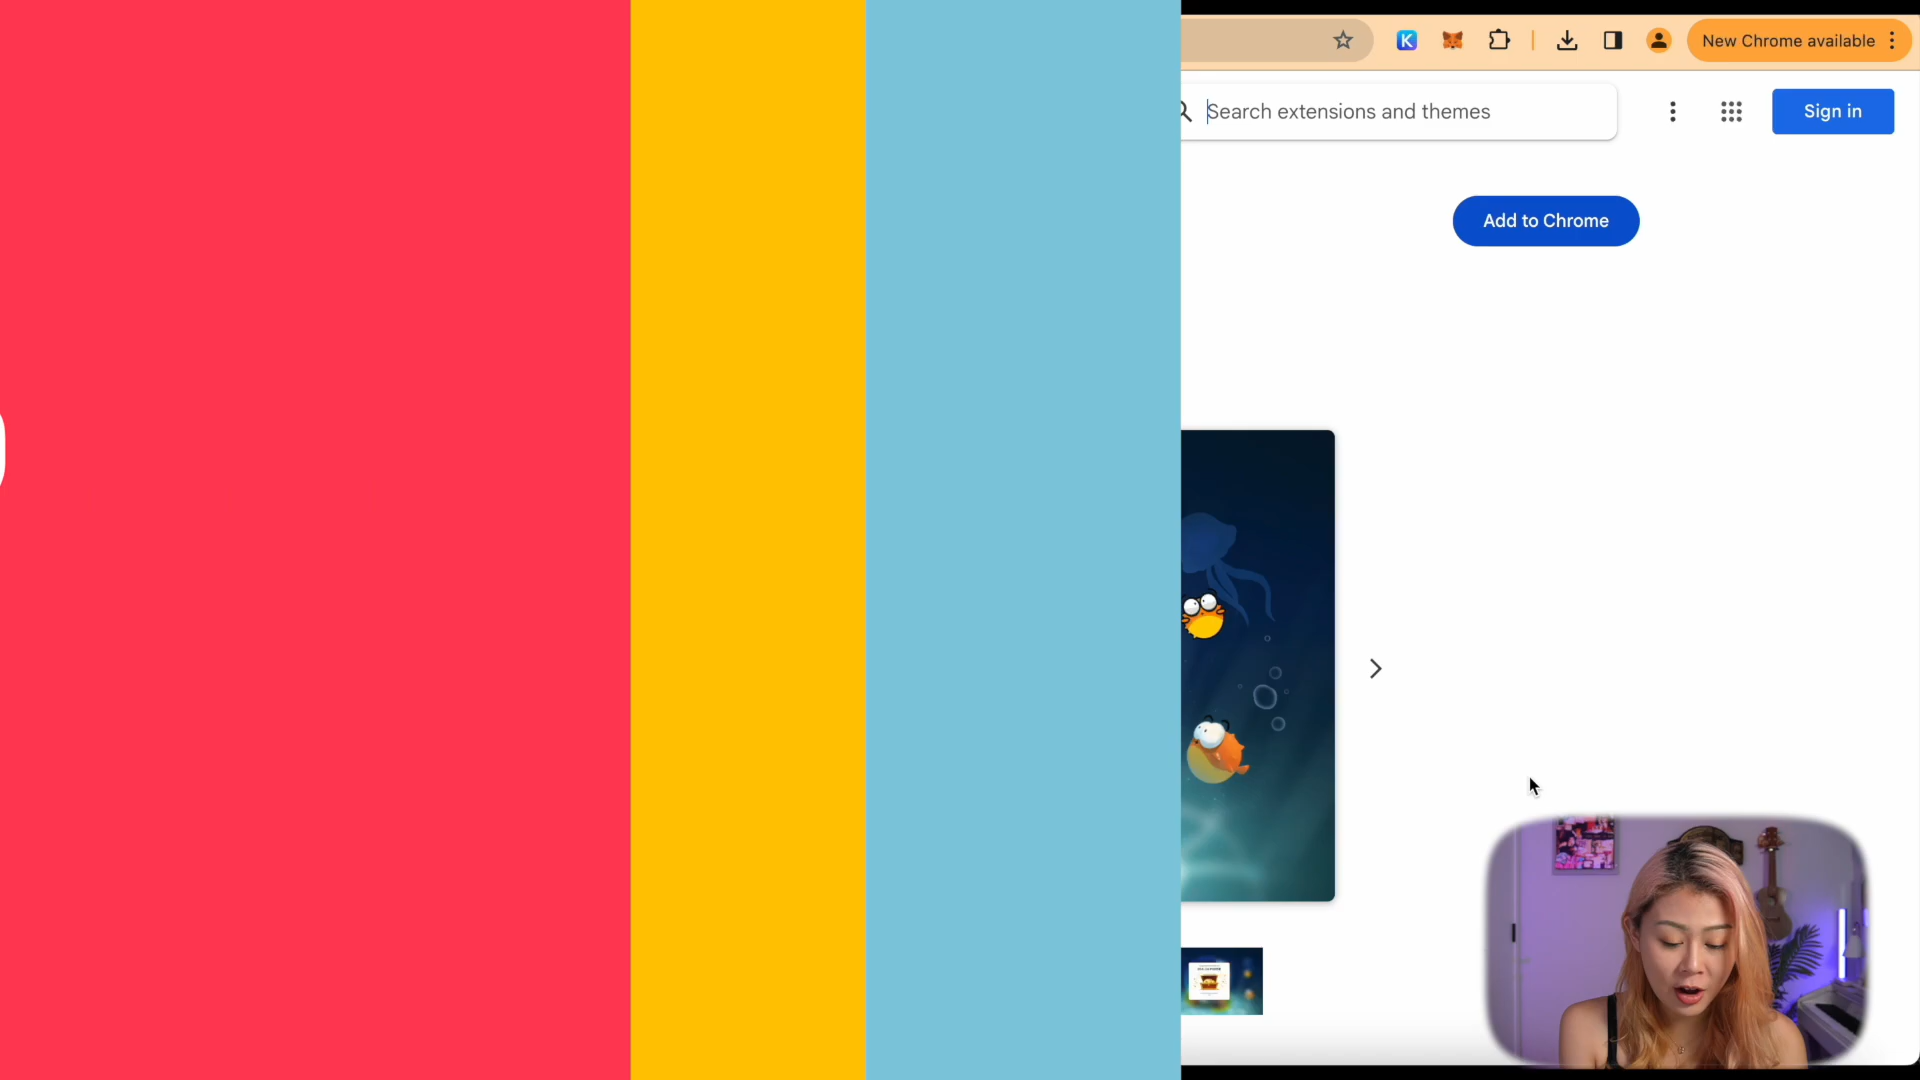 K
New Chrome available
Search extensions and themes
Sign in
Add to Chrome